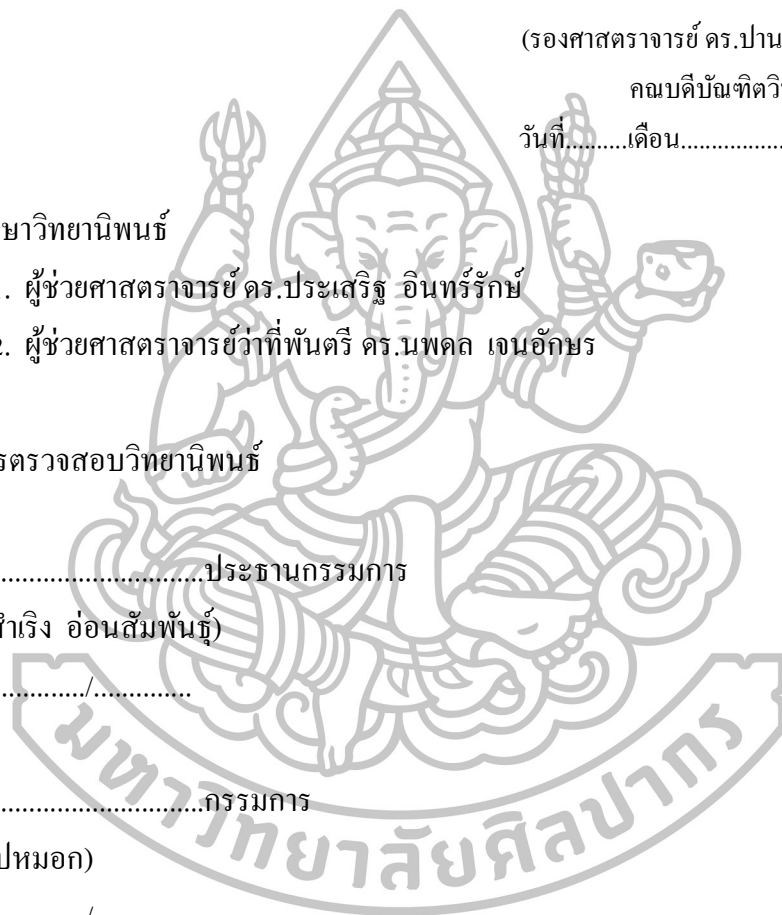 (รองศาสตราจารย์ ดร.ปาน
คณบดีบัณฑิตวิ
วันที่..........เดือน.................
ษาวิทยานิพนธ์
. ผู้ช่วยศาสตราจารย์ ดร.ประเสริฐ อินทร์รักษ์
2. ผู้ช่วยศาสตราจารย์ว่าที่พันตรี ดร.นพดล เจนอักษร
รตรวจสอบวิทยานิพนธ์
................................ประธานกรรมการ
สำเริง อ่อนสัมพันธุ์)
............/..............
................................กรรมการ
ปหมอก)
............/
มหาวิทยาลัยศิลปากร